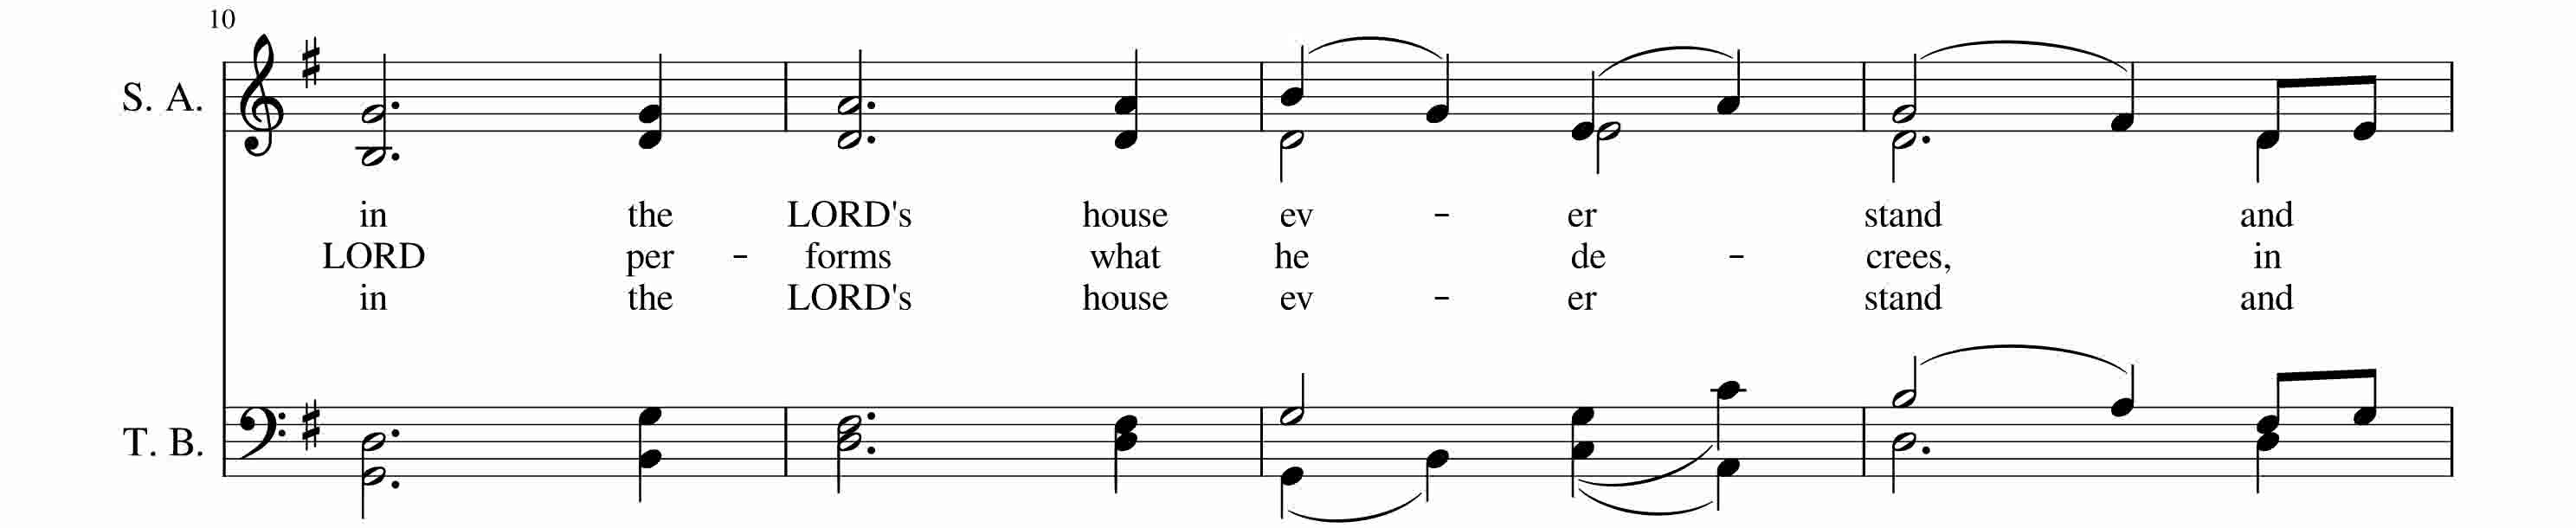 10
S. A.
in the LORD's house ev - er stand and
LORD per - forms what he de - crees, in
in the LORD's house ev - er stand and
T. B.